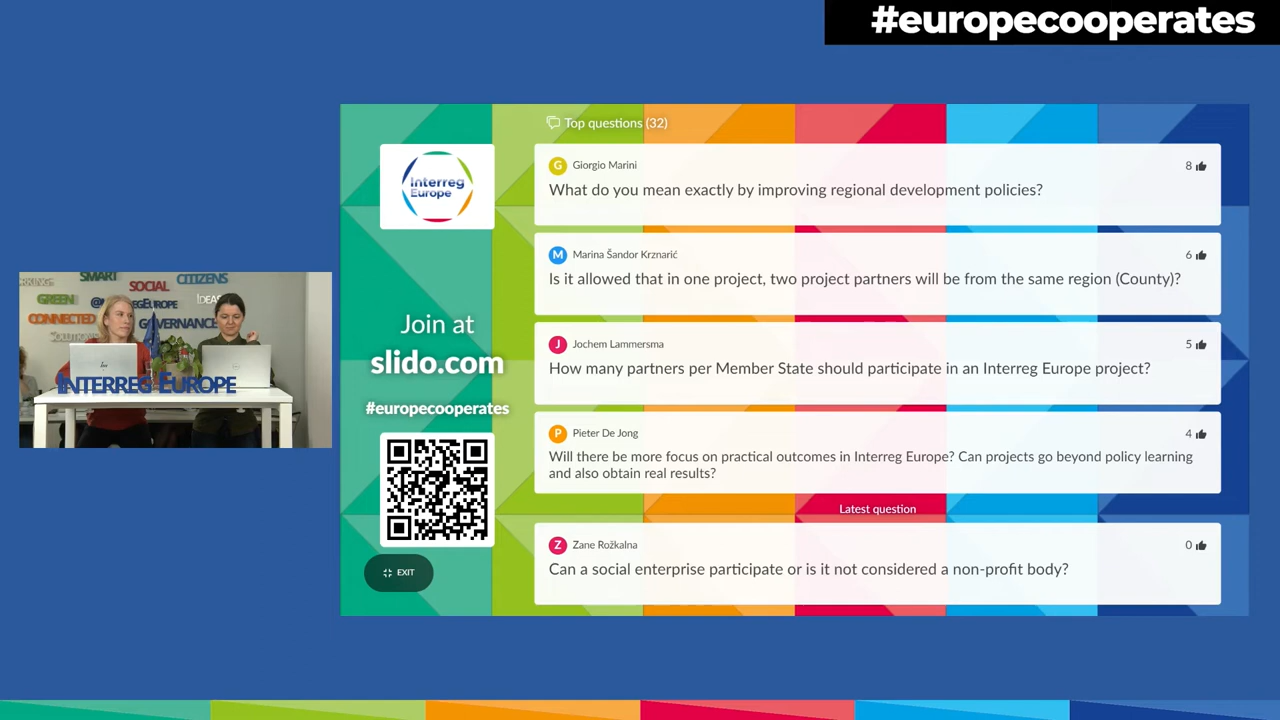 #europecooperates
Top questions (32)
Interreg
Europe
Join at
slido.com
#europecooperates
EXIT
G Giorgio Marini 8
What do you mean exactly by improving regional development policies?
M Marina Šandor Krznarić 6
Is it allowed that in one project, two project partners will be from the same region (County)?
J Jochem Lammersma 5
How many partners per Member State should participate in an Interreg Europe project?
P Pieter De Jong 4
Will there be more focus on practical outcomes in Interreg Europe? Can projects go beyond policy learning
and also obtain real results?
Latest question
Z Zane Rožkalna 0
Can a social enterprise participate or is it not considered a non-profit body?
SMART
CITIZENS
SOCIAL
GREEN
CONNECTED
GOVERNANCE
INTERREG EUROPE